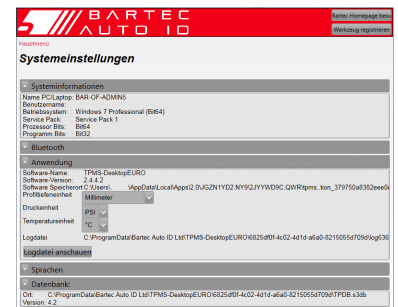 BARTEC
AUTO ID
Bartec Homepage besu
Werkzeug registrieren
Hauptmenü
Systemeinstellungen
Systeminformationen
Name PC/Laptop: BAR-OF-ADMIN5
Benutzername:
Betriebssystem: Windows 7 Professional (Bit64)
Service Pack: Service Pack 1
Prozessor Bits: Bit64
Programm Bits: Bit32
Bluetooth
Anwendung
Software-Name: TPMS-DesktopEURO
Software-Version: 2.4.4.2
Software Speicherort C:\Users\ \AppData\Local\Apps\2.0\JGZN1YD2.NY9\2JYYWD9C.QWR\tpms..tion_379750a8382eee0
Profiltiefeneinheit Millimeter
Druckeinheit PSI
Temperatureinheit °C
Logdatei C:\ProgramData\Bartec Auto ID Ltd\TPMS-DesktopEURO\6825df0f-4c02-4d1d-a6a0-8215055d709d\log636
Logdatei anschauen
Sprachen
Datenbank:
Ort: C:\ProgramData\Bartec Auto ID Ltd\TPMS-DesktopEURO\6825df0f-4c02-4d1d-a6a0-8215055d709d\TPDB.s3db
Version: 4.2